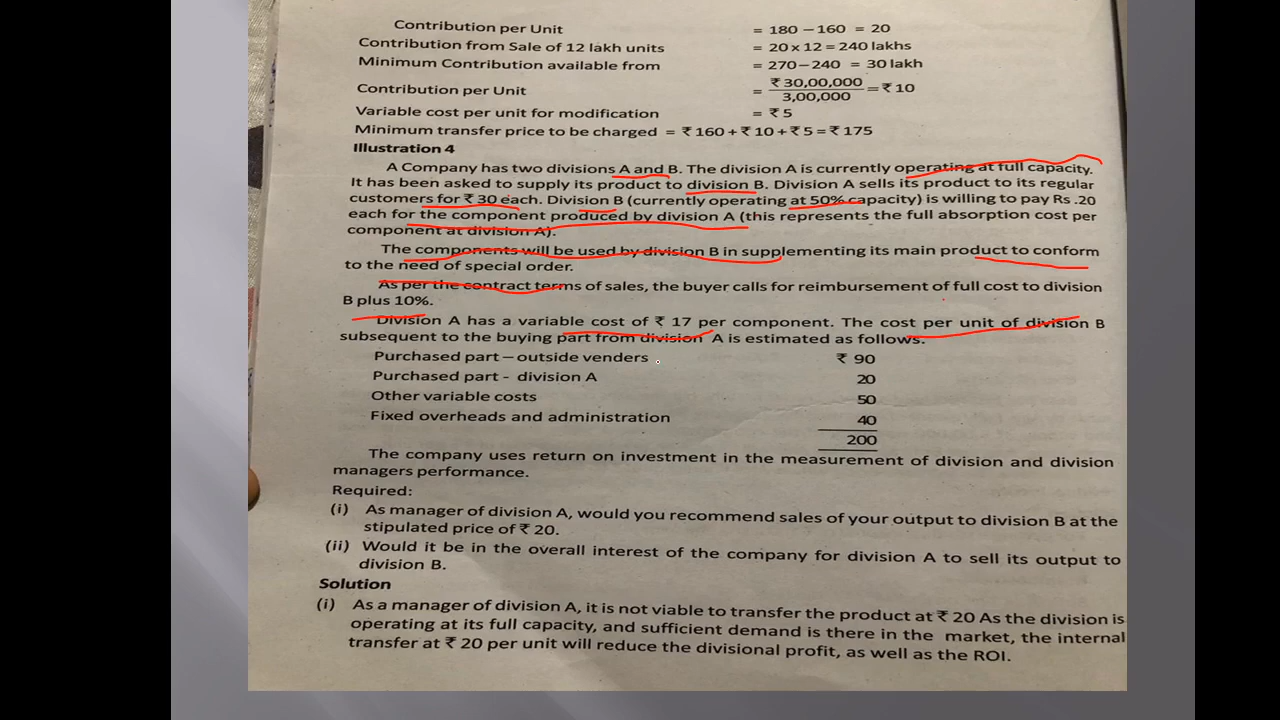 Contribution per Unit = 180 – 160 = 20
Contribution from Sale of 12 lakh units = 20 x 12 = 240 lakhs
Minimum Contribution available from = 270 – 240 = 30 lakh
Contribution per Unit = ₹ 30,00,000 / 3,00,000 = ₹ 10
Variable cost per unit for modification = ₹ 5
Minimum transfer price to be charged = ₹ 160 + ₹ 10 + ₹ 5 = ₹ 175
Illustration 4
A Company has two divisions A and B. The division A is currently operating at full capacity.
It has been asked to supply its product to division B. Division A sells its product to its regular
customers for ₹ 30 each. Division B (currently operating at 50% capacity) is willing to pay Rs .20
each for the component produced by division A (this represents the full absorption cost per
component at division A).
The components will be used by division B in supplementing its main product to conform
to the need of special order.
As per the contract terms of sales, the buyer calls for reimbursement of full cost to division
B plus 10%.
Division A has a variable cost of ₹ 17 per component. The cost per unit of division B
subsequent to the buying part from division A is estimated as follows.
Purchased part – outside venders ₹ 90
Purchased part - division A 20
Other variable costs 50
Fixed overheads and administration 40
200
The company uses return on investment in the measurement of division and division
managers performance.
Required:
(i) As manager of division A, would you recommend sales of your output to division B at the
stipulated price of ₹ 20.
(ii) Would it be in the overall interest of the company for division A to sell its output to
division B.
Solution
(i) As a manager of division A, it is not viable to transfer the product at ₹ 20 As the division is
operating at its full capacity, and sufficient demand is there in the market, the internal
transfer at ₹ 20 per unit will reduce the divisional profit, as well as the ROI.